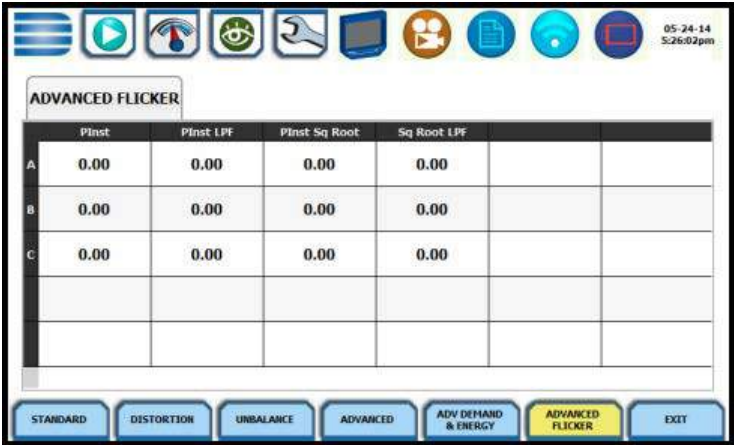 05-24-14
5:26:02pm
ADVANCED FLICKER
PInst PInst LPF PInst Sq Root Sq Root LPF
A 0.00 0.00 0.00 0.00
B 0.00 0.00 0.00 0.00
C 0.00 0.00 0.00 0.00
STANDARD DISTORTION UNBALANCE ADVANCED ADV DEMAND & ENERGY ADVANCED FLICKER EXIT